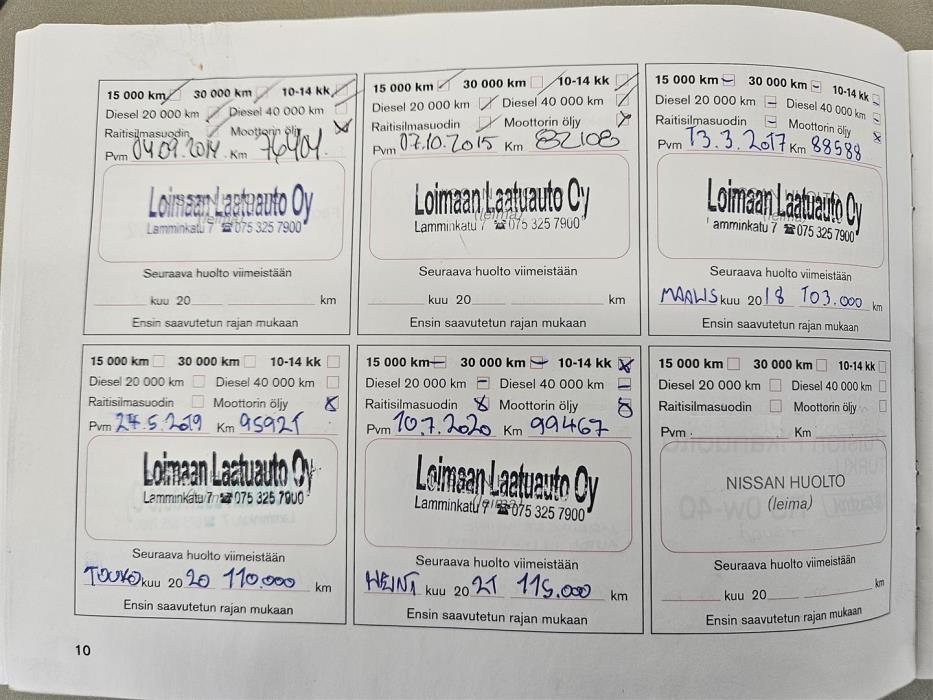 15 000 km 30 000 km 10-14 kk
Diesel 20 000 km Diesel 40 000 km
Raitisilmasuodin Moottorin öljy
Pvm 04.09.2014 Km 76401
Loimaan Laatuauto Oy
(leima)
Lamminkatu 7 ☎075 325 7900
Seuraava huolto viimeistään
kuu 20 km
Ensin saavutetun rajan mukaan
15 000 km 30 000 km 10-14 kk
Diesel 20 000 km Diesel 40 000 km
Raitisilmasuodin Moottorin öljy
Pvm 07.10.2015 Km 82108
Loimaan Laatuauto Oy
(leima)
Lamminkatu 7 ☎075 325 7900
Seuraava huolto viimeistään
kuu 20 km
Ensin saavutetun rajan mukaan
15 000 km 30 000 km 10-14 kk
Diesel 20 000 km Diesel 40 000 km
Raitisilmasuodin Moottorin öljy
Pvm 13.3.2017 Km 88588
Loimaan Laatuauto Oy
amminkatu 7 ☎075 325 7900
Seuraava huolto viimeistään
MAALIS kuu 2018 103.000 km
Ensin saavutetun rajan mukaan
15 000 km 30 000 km 10-14 kk
Diesel 20 000 km Diesel 40 000 km
Raitisilmasuodin Moottorin öljy
Pvm 27.5.2019 Km 95921
Loimaan Laatuauto Oy
Lamminkatu 7 ☎075 325 7900
Seuraava huolto viimeistään
TOUKO kuu 2020 110.000 km
Ensin saavutetun rajan mukaan
15 000 km 30 000 km 10-14 kk
Diesel 20 000 km Diesel 40 000 km
Raitisilmasuodin Moottorin öljy
Pvm 10.7.2020 Km 99467
Loimaan Laatuauto Oy
(leima)
Lamminkatu 7 ☎075 325 7900
Seuraava huolto viimeistään
HEINÄ kuu 2021 115.000 km
Ensin saavutetun rajan mukaan
15 000 km 30 000 km 10-14 kk
Diesel 20 000 km Diesel 40 000 km
Raitisilmasuodin Moottorin öljy
Pvm Km
NISSAN HUOLTO
(leima)
Seuraava huolto viimeistään
kuu 20 km
Ensin saavutetun rajan mukaan
10